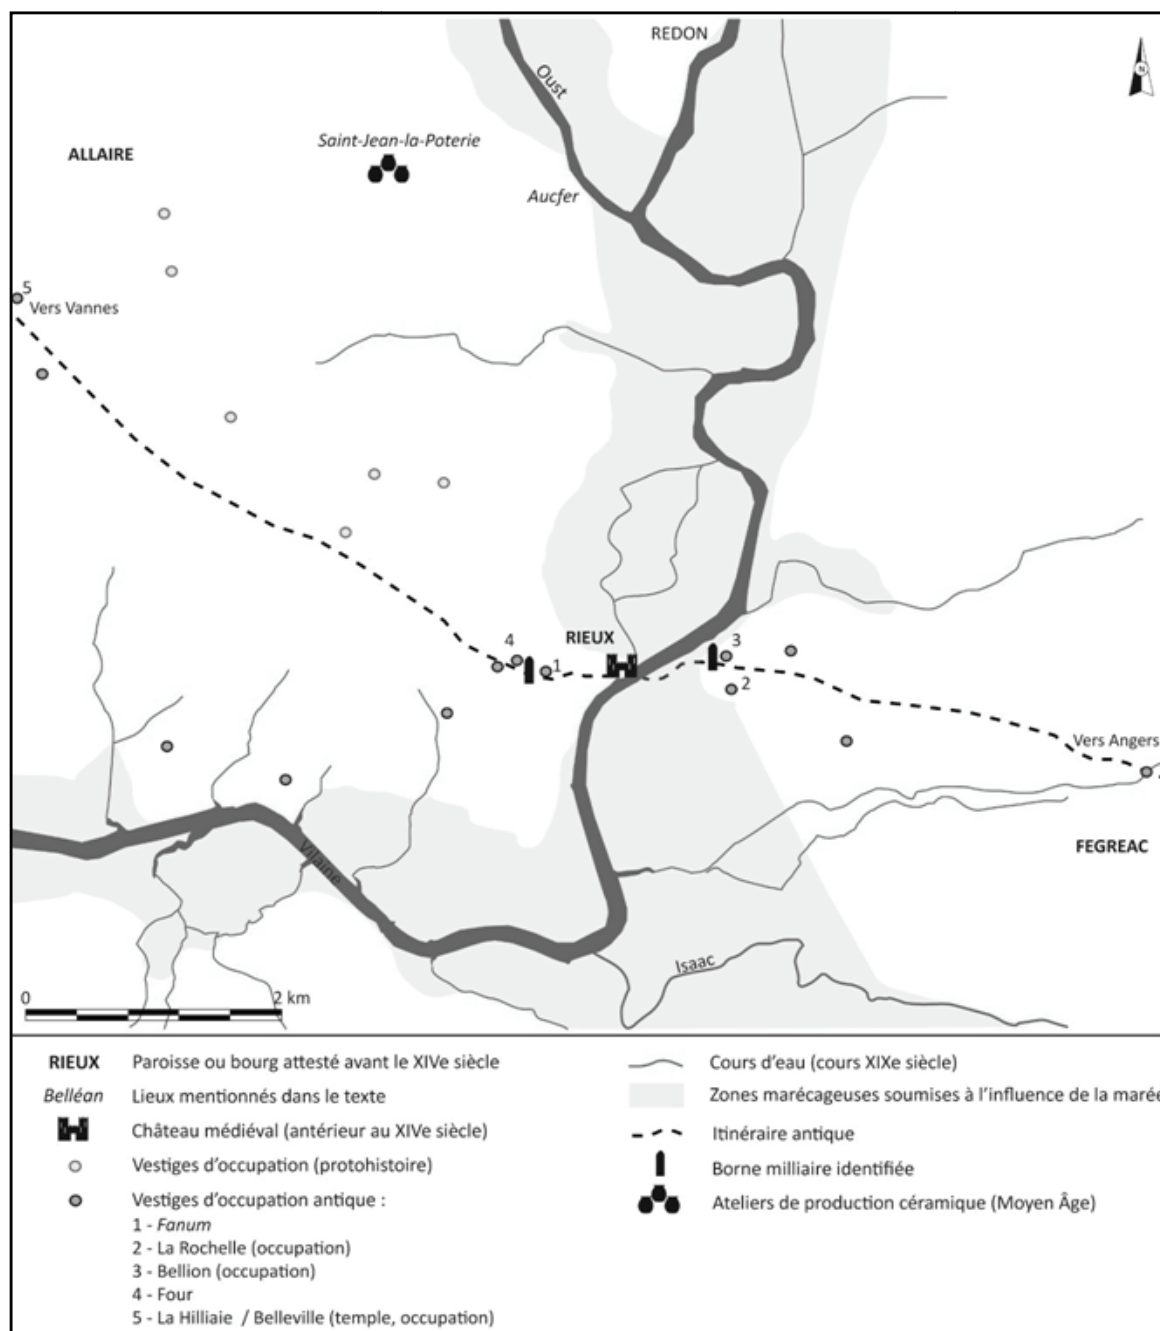 REDON
N
Oust
Saint-Jean-la-Poterie
ALLAIRE
Aucfer
5
Vers Vannes
RIEUX
4
1
3
2
Vers Angers
Vilaine
FEGREAC
Isaac
0 2 km
RIEUX Paroisse ou bourg attesté avant le XIVe siècle
Belléan Lieux mentionnés dans le texte
Château médiéval (antérieur au XIVe siècle)
Vestiges d'occupation (protohistoire)
Vestiges d'occupation antique :
1 - Fanum
2 - La Rochelle (occupation)
3 - Bellion (occupation)
4 - Four
5 - La Hilliaie / Belleville (temple, occupation)
Cours d'eau (cours XIXe siècle)
Zones marécageuses soumises à l'influence de la marée
Itinéraire antique
Borne milliaire identifiée
Ateliers de production céramique (Moyen Âge)